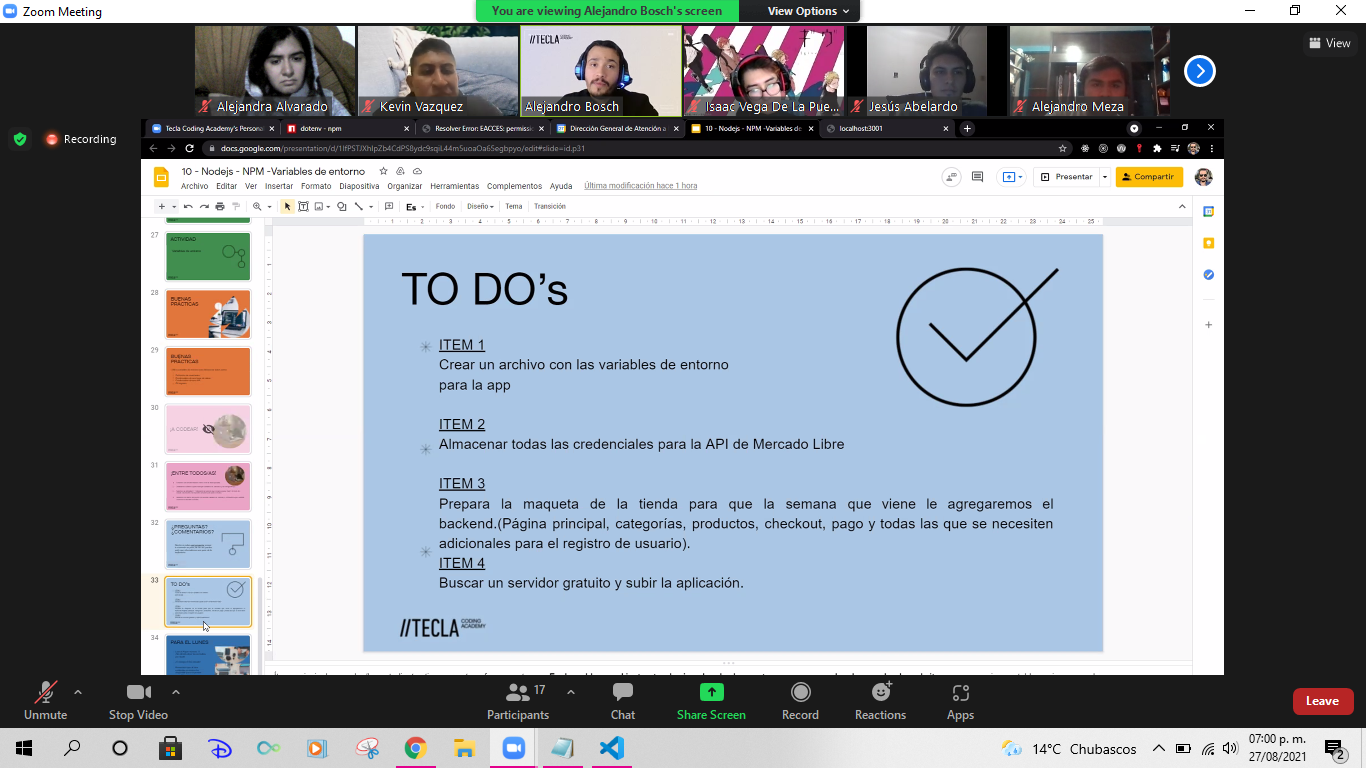 Zoom Meeting
You are viewing Alejandro Bosch's screen
View Options
View
//TECLA CODING ACADEMY
Alejandra Alvarado
Kevin Vazquez
Alejandro Bosch
Isaac Vega De La Pue...
Jesús Abelardo
Alejandro Meza
Recording
Tecla Coding Academy's Persona
dotenv - npm
Resolver Error: EACCES: permiss
Dirección General de Atención a
10 - Nodejs - NPM -Variables de
localhost:3001
10 - Nodejs - NPM -Variables de entorno
Archivo Editar Ver Insertar Formato Diapositiva Organizar Herramientas Complementos Ayuda Última modificación hace 1 hora
Presentar
Compartir
Es
Fondo Diseño Tema Transición
27
ACTIVIDAD
28
BUENAS
PRÁCTICAS
29
BUENAS
PRÁCTICAS
30
¡A CODEAR!
31
¡ENTRE TODOS/AS!
32
¿PREGUNTAS?
¿COMENTARIOS?
33
TO DO's
34
PARA EL LUNES
TO DO's
ITEM 1
Crear un archivo con las variables de entorno
para la app
ITEM 2
Almacenar todas las credenciales para la API de Mercado Libre
ITEM 3
Prepara la maqueta de la tienda para que la semana que viene le agregaremos el
backend.(Página principal, categorías, productos, checkout, pago y todas las que se necesiten
adicionales para el registro de usuario).
ITEM 4
Buscar un servidor gratuito y subir la aplicación.
//TECLA CODING ACADEMY
Unmute
Stop Video
Participants
17
Chat
Share Screen
Record
Reactions
Apps
Leave
14°C Chubascos
07:00 p. m.
27/08/2021
2